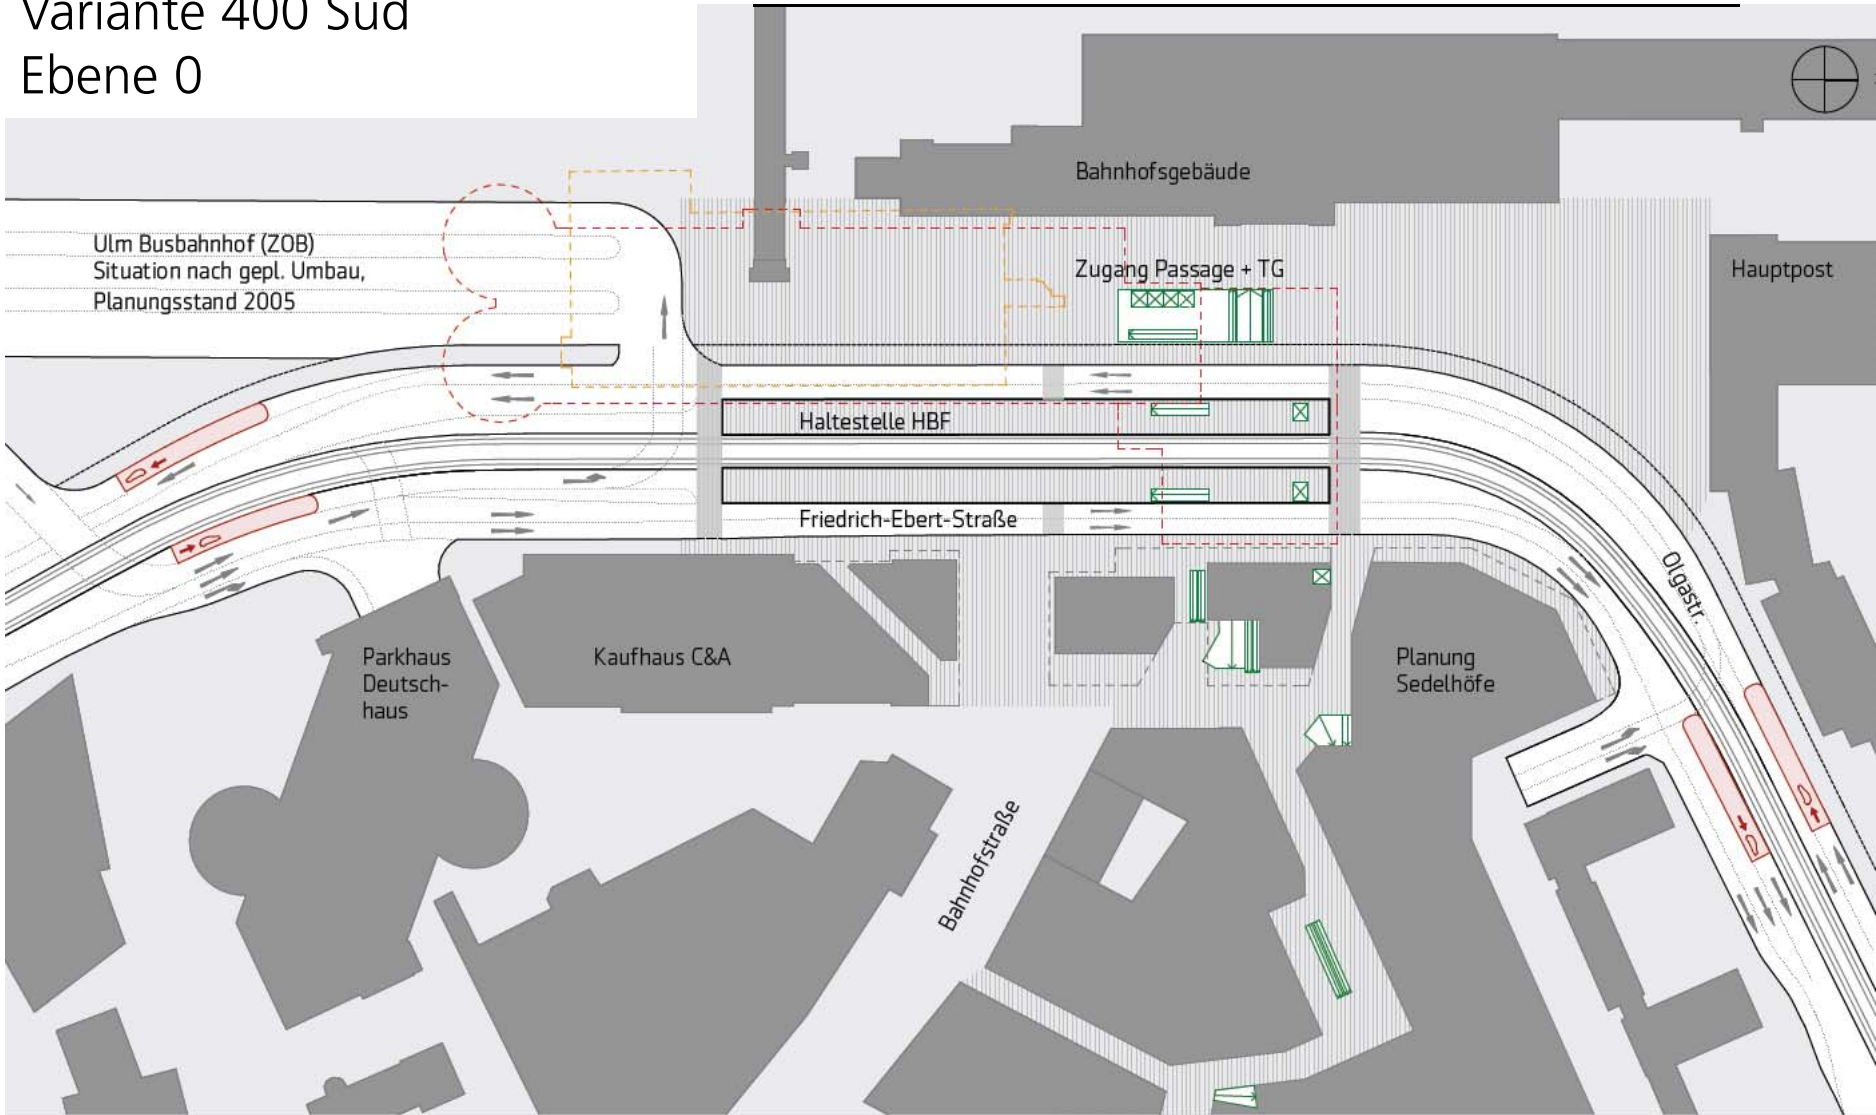 Variante 400 Süd
Ebene 0
Bahnhofsgebäude
Ulm Busbahnhof (ZOB)
Situation nach gepl. Umbau,
Planungsstand 2005
Zugang Passage + TG
Hauptpost
Haltestelle HBF
Friedrich-Ebert-Straße
Olgastr.
Parkhaus
Deutsch-
haus
Kaufhaus C&A
Planung
Sedelhöfe
Bahnhofstraße